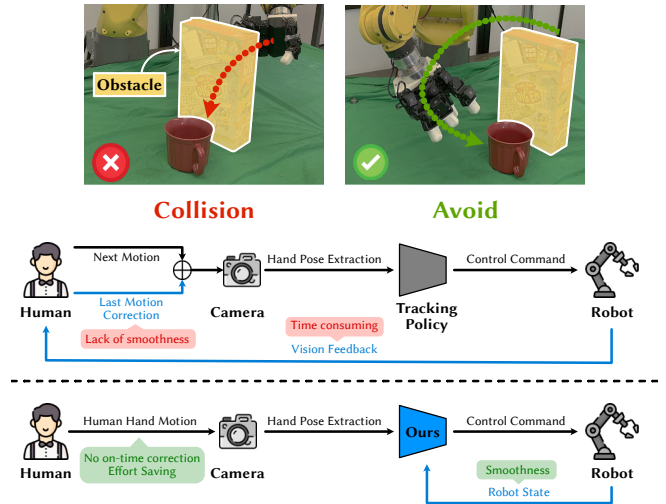 Obstacle
Collision
Avoid
Next Motion
Hand Pose Extraction
Control Command
Last Motion
Correction
Human
Camera
Tracking
Policy
Robot
Lack of smoothness
Time consuming
Vision Feedback
Human Hand Motion
Hand Pose Extraction
Control Command
Ours
No on-time correction
Effort Saving
Human
Camera
Smoothness
Robot State
Robot